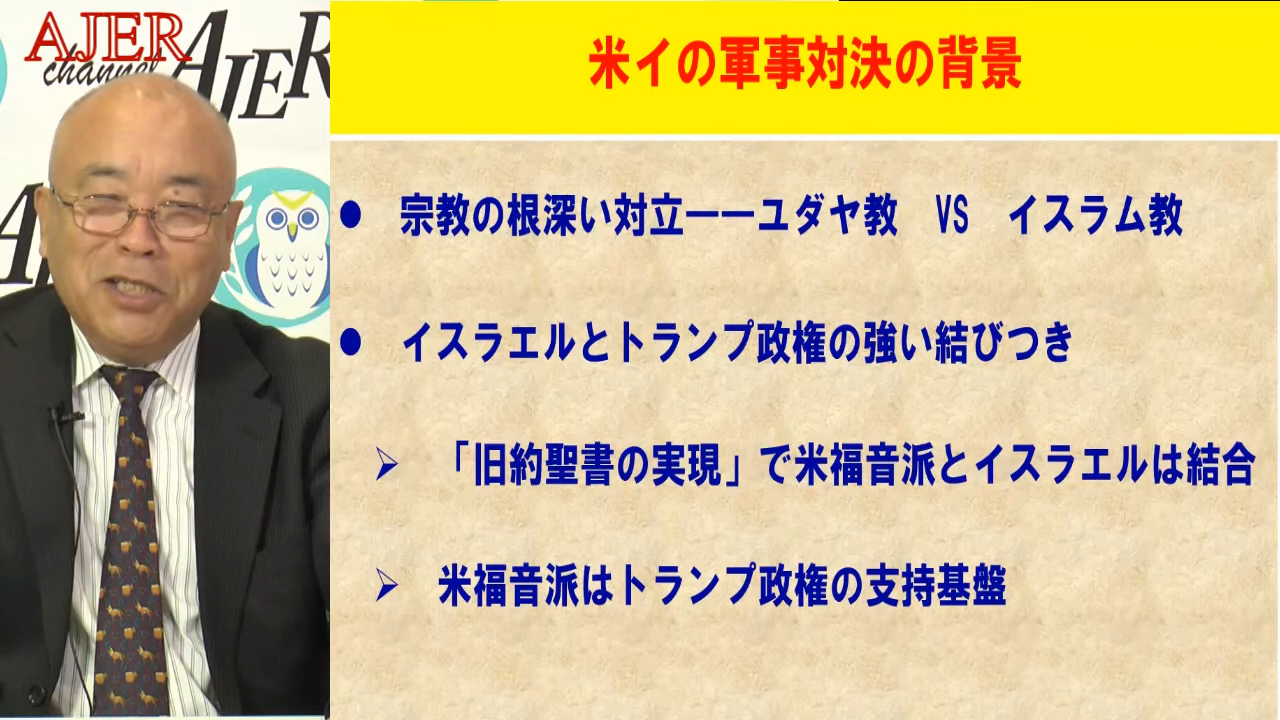 AJER
channel
AJER
米イの軍事対決の背景
● 宗教の根深い対立――ユダヤ教 VS イスラム教
● イスラエルとトランプ政権の強い結びつき
➢ 「旧約聖書の実現」で米福音派とイスラエルは結合
➢ 米福音派はトランプ政権の支持基盤